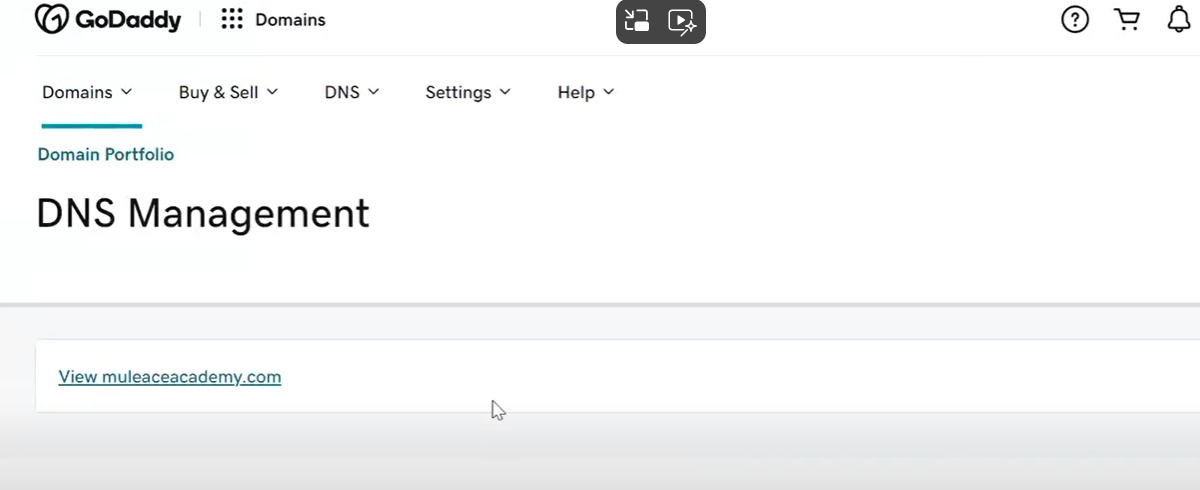 GoDaddy Domains
Domains Buy & Sell DNS Settings Help
Domain Portfolio
DNS Management
View muleaceacademy.com